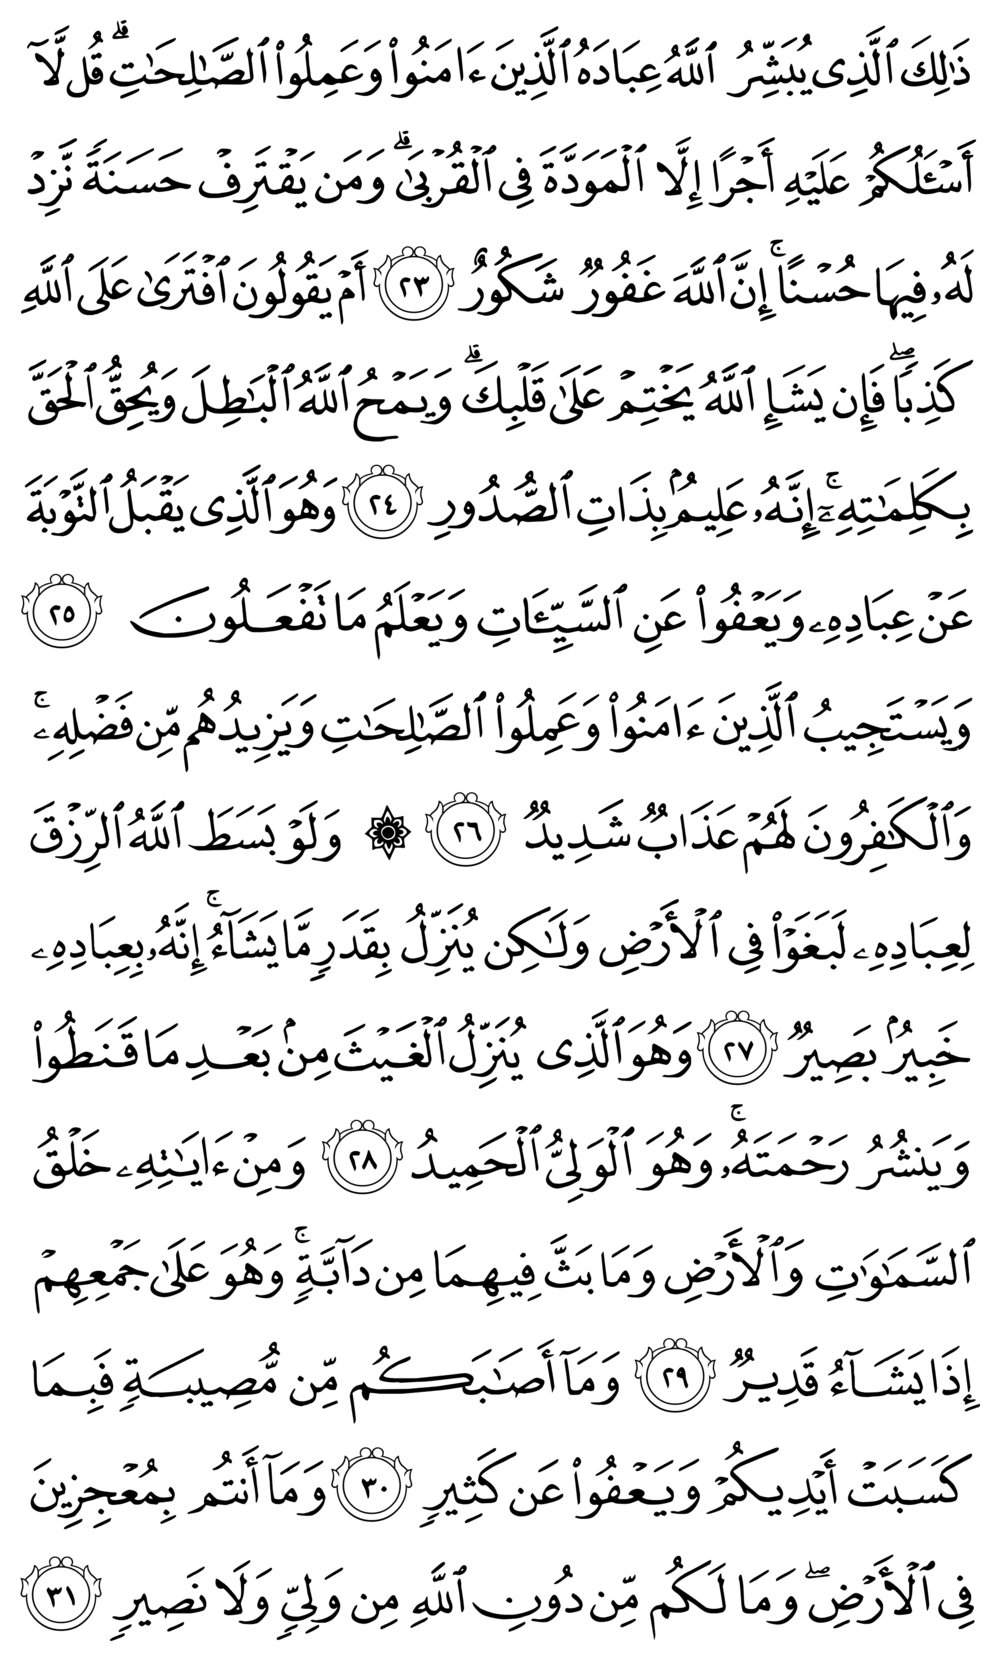 ذَٰلِكَ ٱلَّذِى يُبَشِّرُ ٱللَّهُ عِبَادَهُ ٱلَّذِينَ ءَامَنُوا۟ وَعَمِلُوا۟ ٱلصَّـٰلِحَـٰتِ ۗ قُل لَّآ
أَسْـَٔلُكُمْ عَلَيْهِ أَجْرًا إِلَّا ٱلْمَوَدَّةَ فِى ٱلْقُرْبَىٰ ۗ وَمَن يَقْتَرِفْ حَسَنَةً نَّزِدْ
لَهُۥ فِيهَا حُسْنًا ۚ إِنَّ ٱللَّهَ غَفُورٌ شَكُورٌ ٢٣ أَمْ يَقُولُونَ ٱفْتَرَىٰ عَلَى ٱللَّهِ
كَذِبًا ۖ فَإِن يَشَإِ ٱللَّهُ يَخْتِمْ عَلَىٰ قَلْبِكَ ۗ وَيَمْحُ ٱللَّهُ ٱلْبَـٰطِلَ وَيُحِقُّ ٱلْحَقَّ
بِكَلِمَـٰتِهِۦٓ ۚ إِنَّهُۥ عَلِيمٌۢ بِذَاتِ ٱلصُّدُورِ ٢٤ وَهُوَ ٱلَّذِى يَقْبَلُ ٱلتَّوْبَةَ
عَنْ عِبَادِهِۦ وَيَعْفُوا۟ عَنِ ٱلسَّيِّـَٔاتِ وَيَعْلَمُ مَا تَفْعَلُونَ ٢٥
وَيَسْتَجِيبُ ٱلَّذِينَ ءَامَنُوا۟ وَعَمِلُوا۟ ٱلصَّـٰلِحَـٰتِ وَيَزِيدُهُم مِّن فَضْلِهِۦ ۚ
وَٱلْكَـٰفِرُونَ لَهُمْ عَذَابٌ شَدِيدٌ ٢٦ ۞ وَلَوْ بَسَطَ ٱللَّهُ ٱلرِّزْقَ
لِعِبَادِهِۦ لَبَغَوْا۟ فِى ٱلْأَرْضِ وَلَـٰكِن يُنَزِّلُ بِقَدَرٍ مَّا يَشَآءُ ۚ إِنَّهُۥ بِعِبَادِهِۦ
خَبِيرٌۢ بَصِيرٌ ٢٧ وَهُوَ ٱلَّذِى يُنَزِّلُ ٱلْغَيْثَ مِنۢ بَعْدِ مَا قَنَطُوا۟
وَيَنشُرُ رَحْمَتَهُۥ ۚ وَهُوَ ٱلْوَلِىُّ ٱلْحَمِيدُ ٢٨ وَمِنْ ءَايَـٰتِهِۦ خَلْقُ
ٱلسَّمَـٰوَٰتِ وَٱلْأَرْضِ وَمَا بَثَّ فِيهِمَا مِن دَآبَّةٍ ۚ وَهُوَ عَلَىٰ جَمْعِهِمْ
إِذَا يَشَآءُ قَدِيرٌ ٢٩ وَمَآ أَصَـٰبَكُم مِّن مُّصِيبَةٍ فَبِمَا
كَسَبَتْ أَيْدِيكُمْ وَيَعْفُوا۟ عَن كَثِيرٍ ٣٠ وَمَآ أَنتُم بِمُعْجِزِينَ
فِى ٱلْأَرْضِ ۖ وَمَا لَكُم مِّن دُونِ ٱللَّهِ مِن وَلِىٍّ وَلَا نَصِيرٍ ٣١